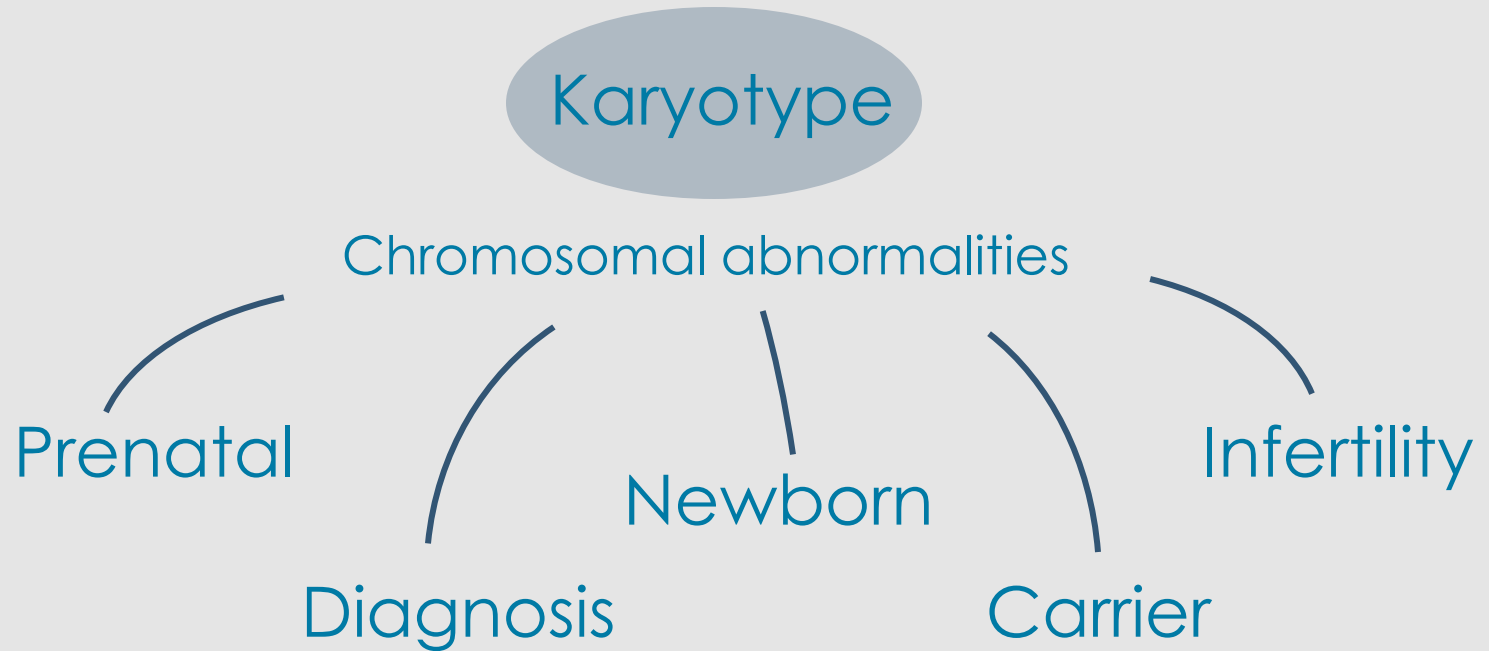 Karyotype
Chromosomal abnormalities
Prenatal
Infertility
Newborn
Diagnosis
Carrier